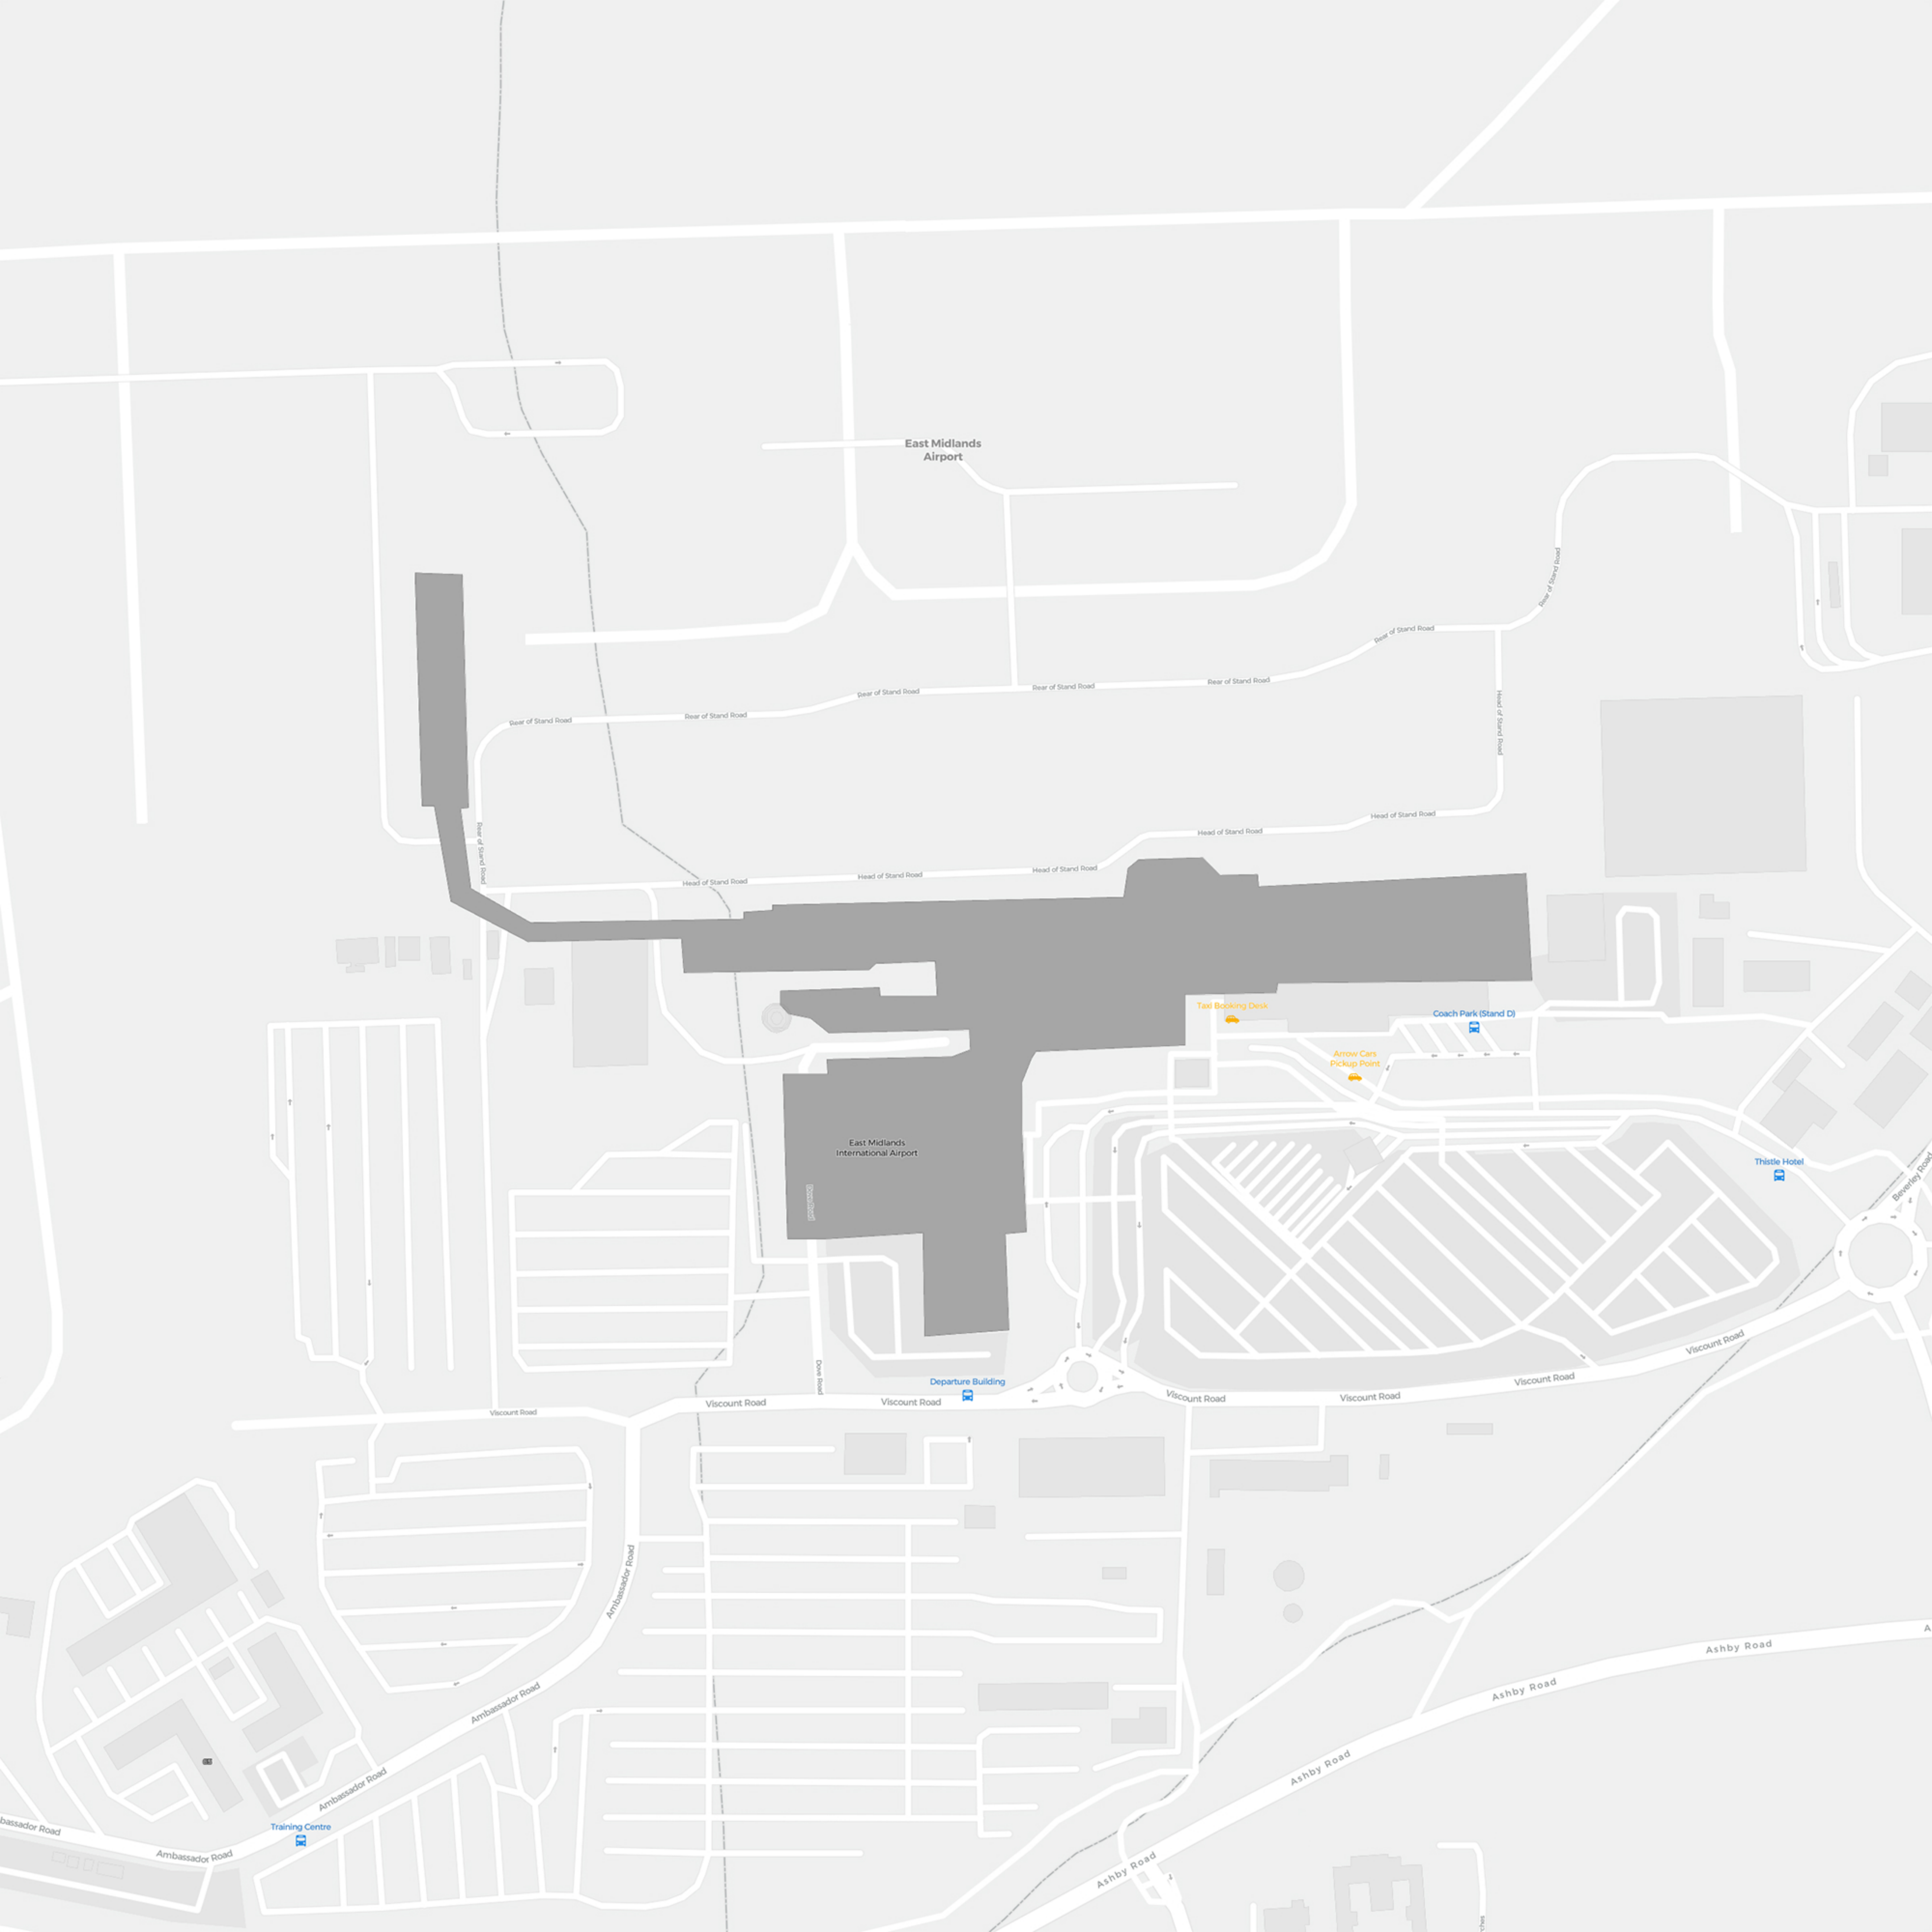 East Midlands
Airport
Rear of Stand Road
Rear of Stand Road
Rear of Stand Road
Rear of Stand Road
Rear of Stand Road
Rear of Stand Road
Rear of Stand Road
Head of Stand Road
Head of Stand Road
Head of Stand Road
Rear of Stand Road
Head of Stand Road
Head of Stand Road
Head of Stand Road
Taxi Booking Desk
Coach Park (Stand D)
Arrow Cars
Pickup Point
East Midlands
International Airport
Thistle Hotel
Beverley Road
Dove Road
Viscount Road
Viscount Road
Departure Building
Viscount Road
Viscount Road
Viscount Road
Viscount Road
Viscount Road
Ambassador Road
Ambassador Road
Ashby Road
Ashby Road
Ashby Road
Ambassador Road
Training Centre
bassador Road
Ambassador Road
Ashby Road